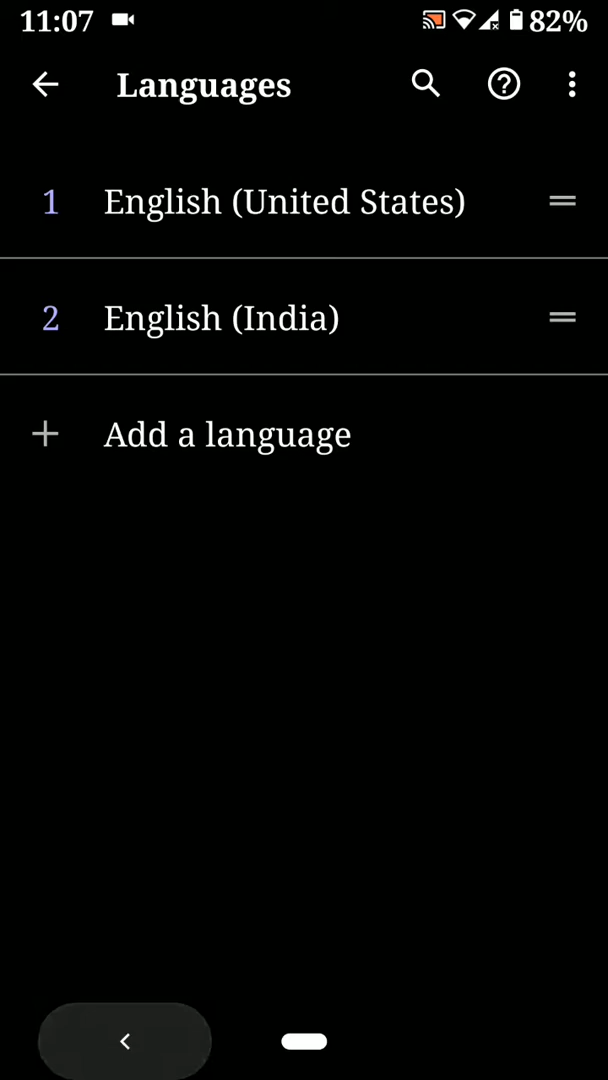 11:07 82%
Languages
1 English (United States)
2 English (India)
Add a language